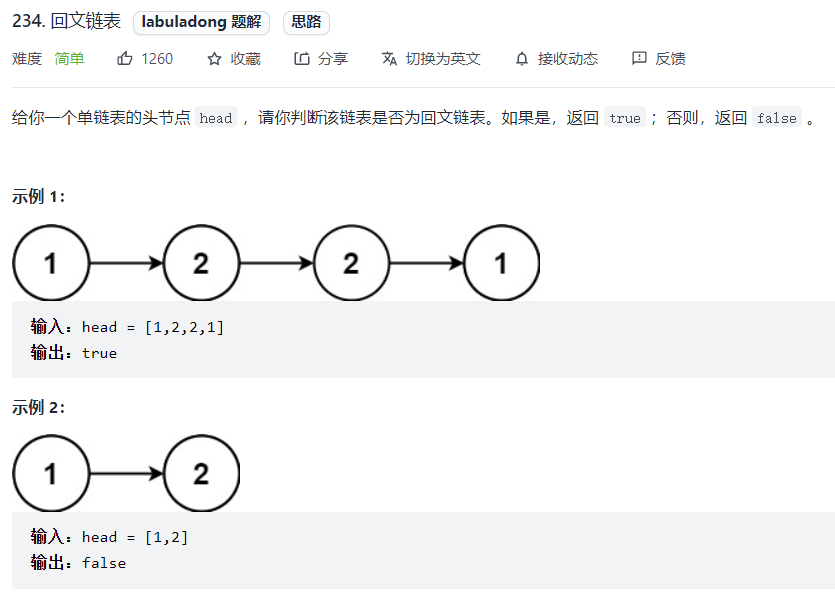 234. 回文链表 labuladong 题解 思路
难度 简单 1260 收藏 分享 切换为英文 接收动态 反馈
给你一个单链表的头节点 head ，请你判断该链表是否为回文链表。如果是，返回 true ；否则，返回 false 。
示例 1：
1 2 2 1
输入：head = [1,2,2,1]
输出：true
示例 2：
1 2
输入：head = [1,2]
输出：false